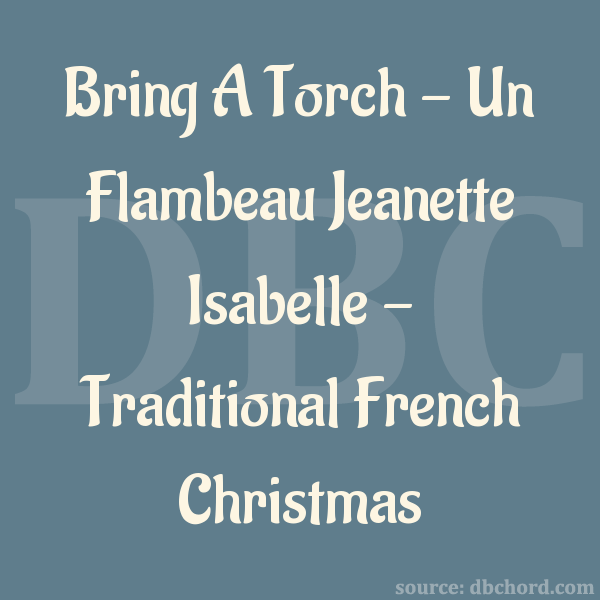 Bring A Torch – Un
Flambeau Jeanette
Isabelle –
Traditional French
Christmas
DBC
source: dbchord.com